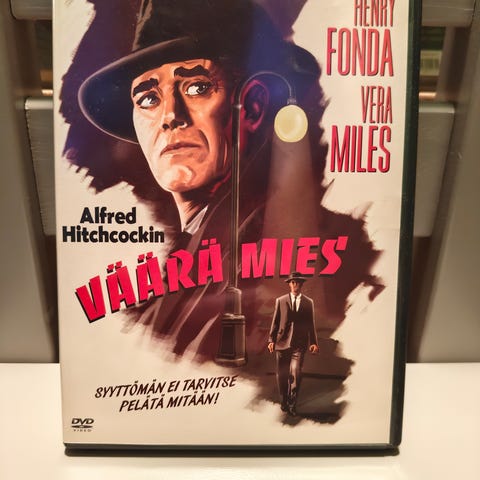 HENRY
FONDA
VERA
MILES
Alfred
Hitchcockin
VÄÄRÄ MIES
SYYTTÖMÄN EI TARVITSE
PELÄTÄ MITÄÄN!
DVD
VIDEO